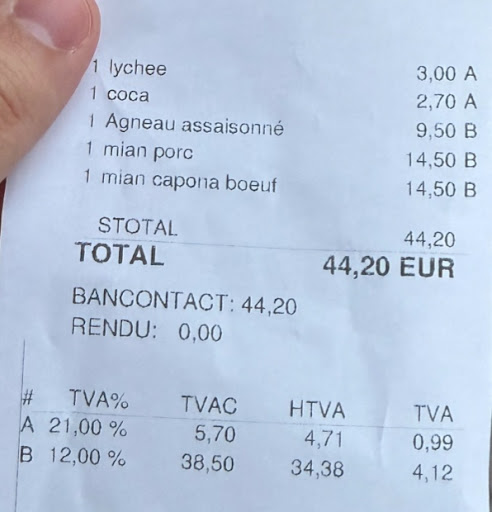 1 lychee 3,00 A
1 coca 2,70 A
1 Agneau assaisonné 9,50 B
1 mian porc 14,50 B
1 mian capona boeuf 14,50 B
STOTAL 44,20
TOTAL 44,20 EUR
BANCONTACT: 44,20
RENDU: 0,00
# TVA% TVAC HTVA TVA
A 21,00 % 5,70 4,71 0,99
B 12,00 % 38,50 34,38 4,12